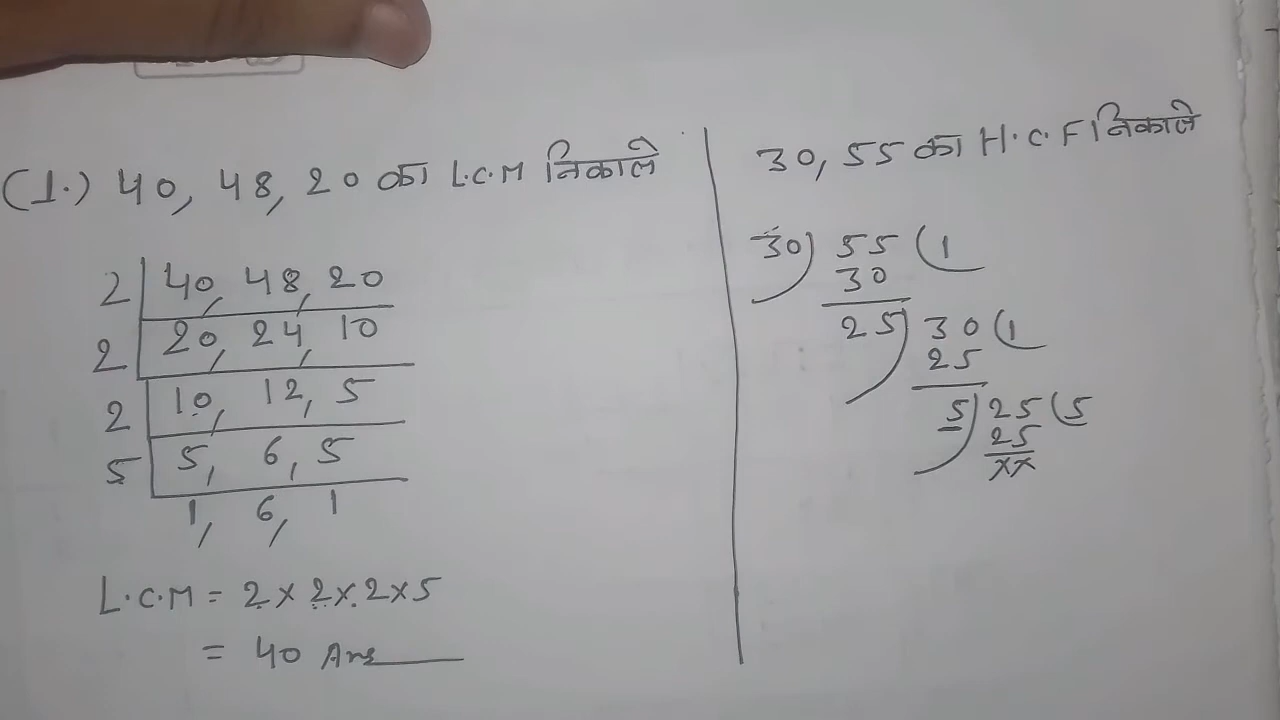 (1.) 40, 48, 20 का L.C.M निकाले
2 | 40, 48, 20
2 | 20, 24, 10
2 | 10, 12, 5
5 | 5, 6, 5
1, 6, 1
L.C.M = 2 x 2 x 2 x 5
= 40 Ans
30, 55 का H.C.F निकाले
30 ) 55 ( 1
30
25 ) 30 ( 1
25
5 ) 25 ( 5
25
xx